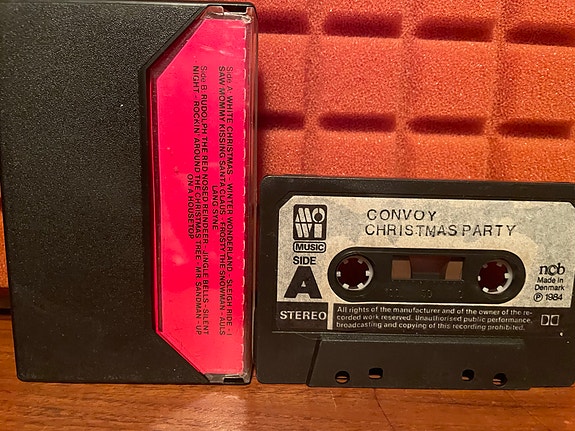 Side A: WHITE CHRISTMAS - WINTER WONDERLAND - SLEIGH RIDE - I
SAW MOMMY KISSING SANTA CLAUS - FROSTY THE SNOWMAN - AULS
LANG SYNE
Side B: RUDOLPH THE RED NOSED REINDEER - JINGLE BELLS - SILENT
NIGHT - ROCKIN' AROUND THE CHRISTMAS TREE - MR. SANDMAN - UP
ON A HOUSETOP
MOWI
MUSIC
SIDE
A
STEREO
CONVOY
CHRISTMAS PARTY
ncb
Made in
Denmark
℗ 1984
All rights of the manufacturer and of the owner of the re-
corded work reserved. Unauthorised public performance,
broadcasting and copying of this recording prohibited.